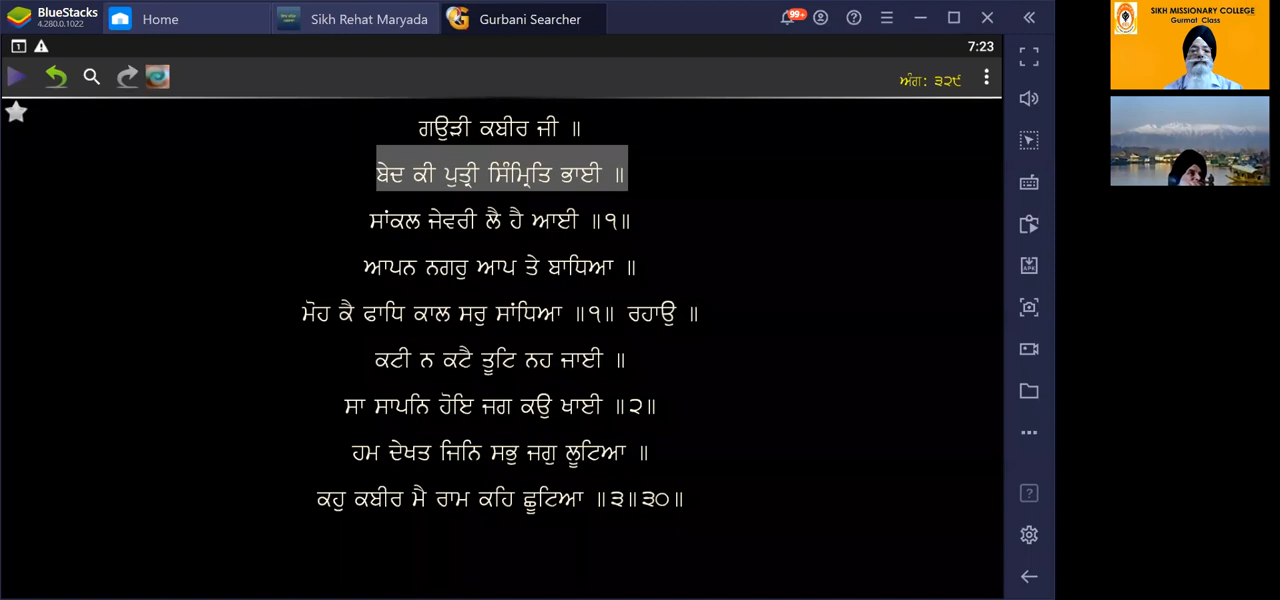 BlueStacks
4.280.0.1022
Home
Sikh Rehat Maryada
Gurbani Searcher
99+
7:23
ਅੰਗ: ੩੨੯
ਗਉੜੀ ਕਬੀਰ ਜੀ ॥
ਬੇਦ ਕੀ ਪੁਤ੍ਰੀ ਸਿੰਮ੍ਰਿਤਿ ਭਾਈ ॥
ਸਾਂਕਲ ਜੇਵਰੀ ਲੈ ਹੈ ਆਈ ॥੧॥
ਆਪਨ ਨਗਰੁ ਆਪ ਤੇ ਬਾਧਿਆ ॥
ਮੋਹ ਕੈ ਫਾਧਿ ਕਾਲ ਸਰੁ ਸਾਂਧਿਆ ॥੧॥ ਰਹਾਉ ॥
ਕਟੀ ਨ ਕਟੈ ਤੂਟਿ ਨਹ ਜਾਈ ॥
ਸਾ ਸਾਪਨਿ ਹੋਇ ਜਗ ਕਉ ਖਾਈ ॥੨॥
ਹਮ ਦੇਖਤ ਜਿਨਿ ਸਭੁ ਜਗੁ ਲੂਟਿਆ ॥
ਕਹੁ ਕਬੀਰ ਮੈ ਰਾਮ ਕਹਿ ਛੂਟਿਆ ॥੩॥੩੦॥
SIKH MISSIONARY COLLEGE
Gurmat Class